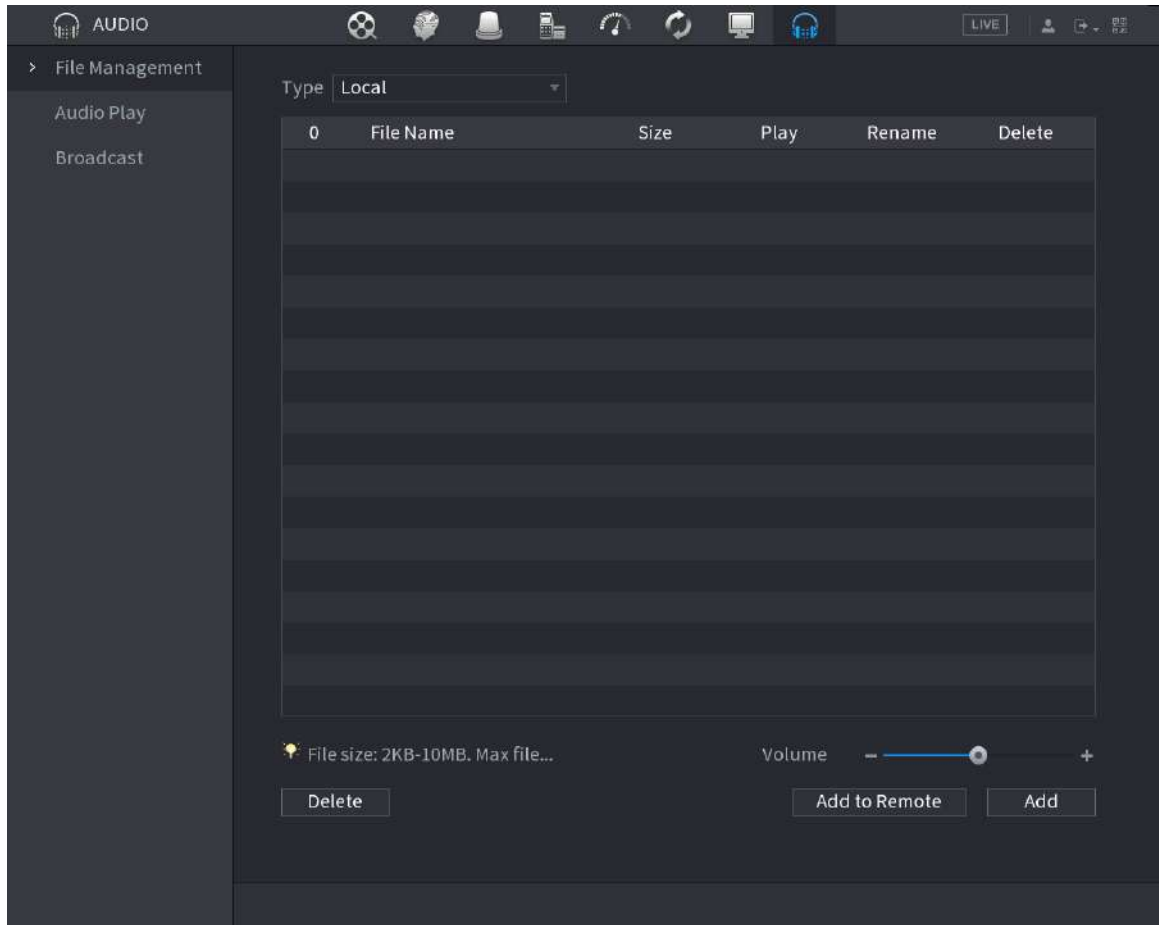 AUDIO
LIVE
File Management
Audio Play
Broadcast
Type Local
0 File Name Size Play Rename Delete
File size: 2KB-10MB. Max file...
Volume - +
Delete
Add to Remote
Add